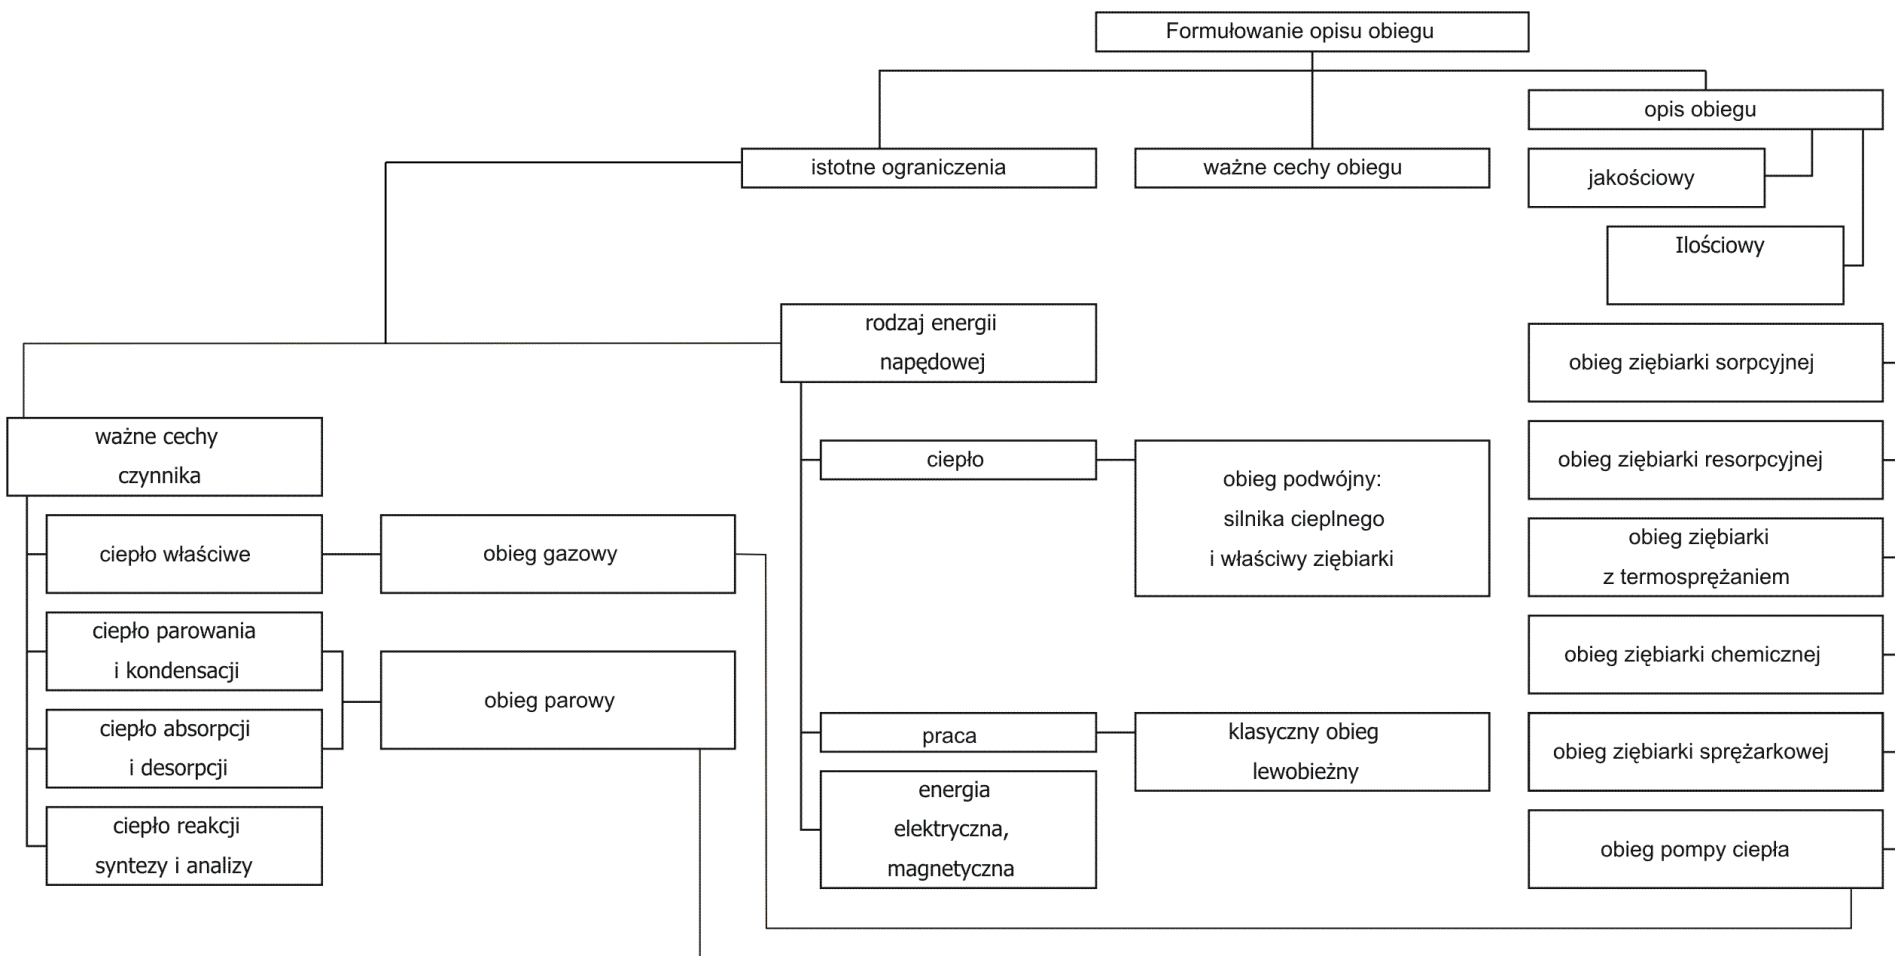 Formułowanie opisu obiegu
opis obiegu
istotne ograniczenia
ważne cechy obiegu
jakościowy
Ilościowy
rodzaj energii
napędowej
obieg ziębiarki sorpcyjnej
ważne cechy
czynnika
ciepło
obieg podwójny:
silnika cieplnego
i właściwy ziębiarki
obieg ziębiarki resorpcyjnej
ciepło właściwe
obieg gazowy
obieg ziębiarki
z termosprężaniem
ciepło parowania
i kondensacji
obieg parowy
obieg ziębiarki chemicznej
ciepło absorpcji
i desorpcji
praca
klasyczny obieg
lewobieżny
obieg ziębiarki sprężarkowej
energia
elektryczna,
magnetyczna
ciepło reakcji
syntezy i analizy
obieg pompy ciepła